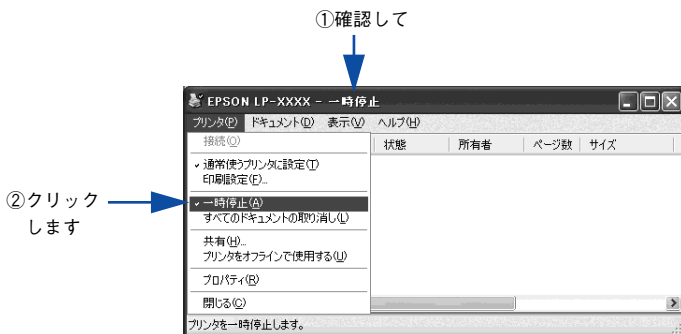 ①確認して
EPSON LP-XXXX - 一時停止
プリンタ(P) ドキュメント(D) 表示(V) ヘルプ(H)
接続(O)
状態 所有者 ページ数 サイズ
通常使うプリンタに設定(T)
印刷設定(F)...
②クリック
します
一時停止(A)
すべてのドキュメントの取り消し(L)
共有(H)...
プリンタをオフラインで使用する(U)
プロパティ(R)
閉じる(C)
プリンタを一時停止します。